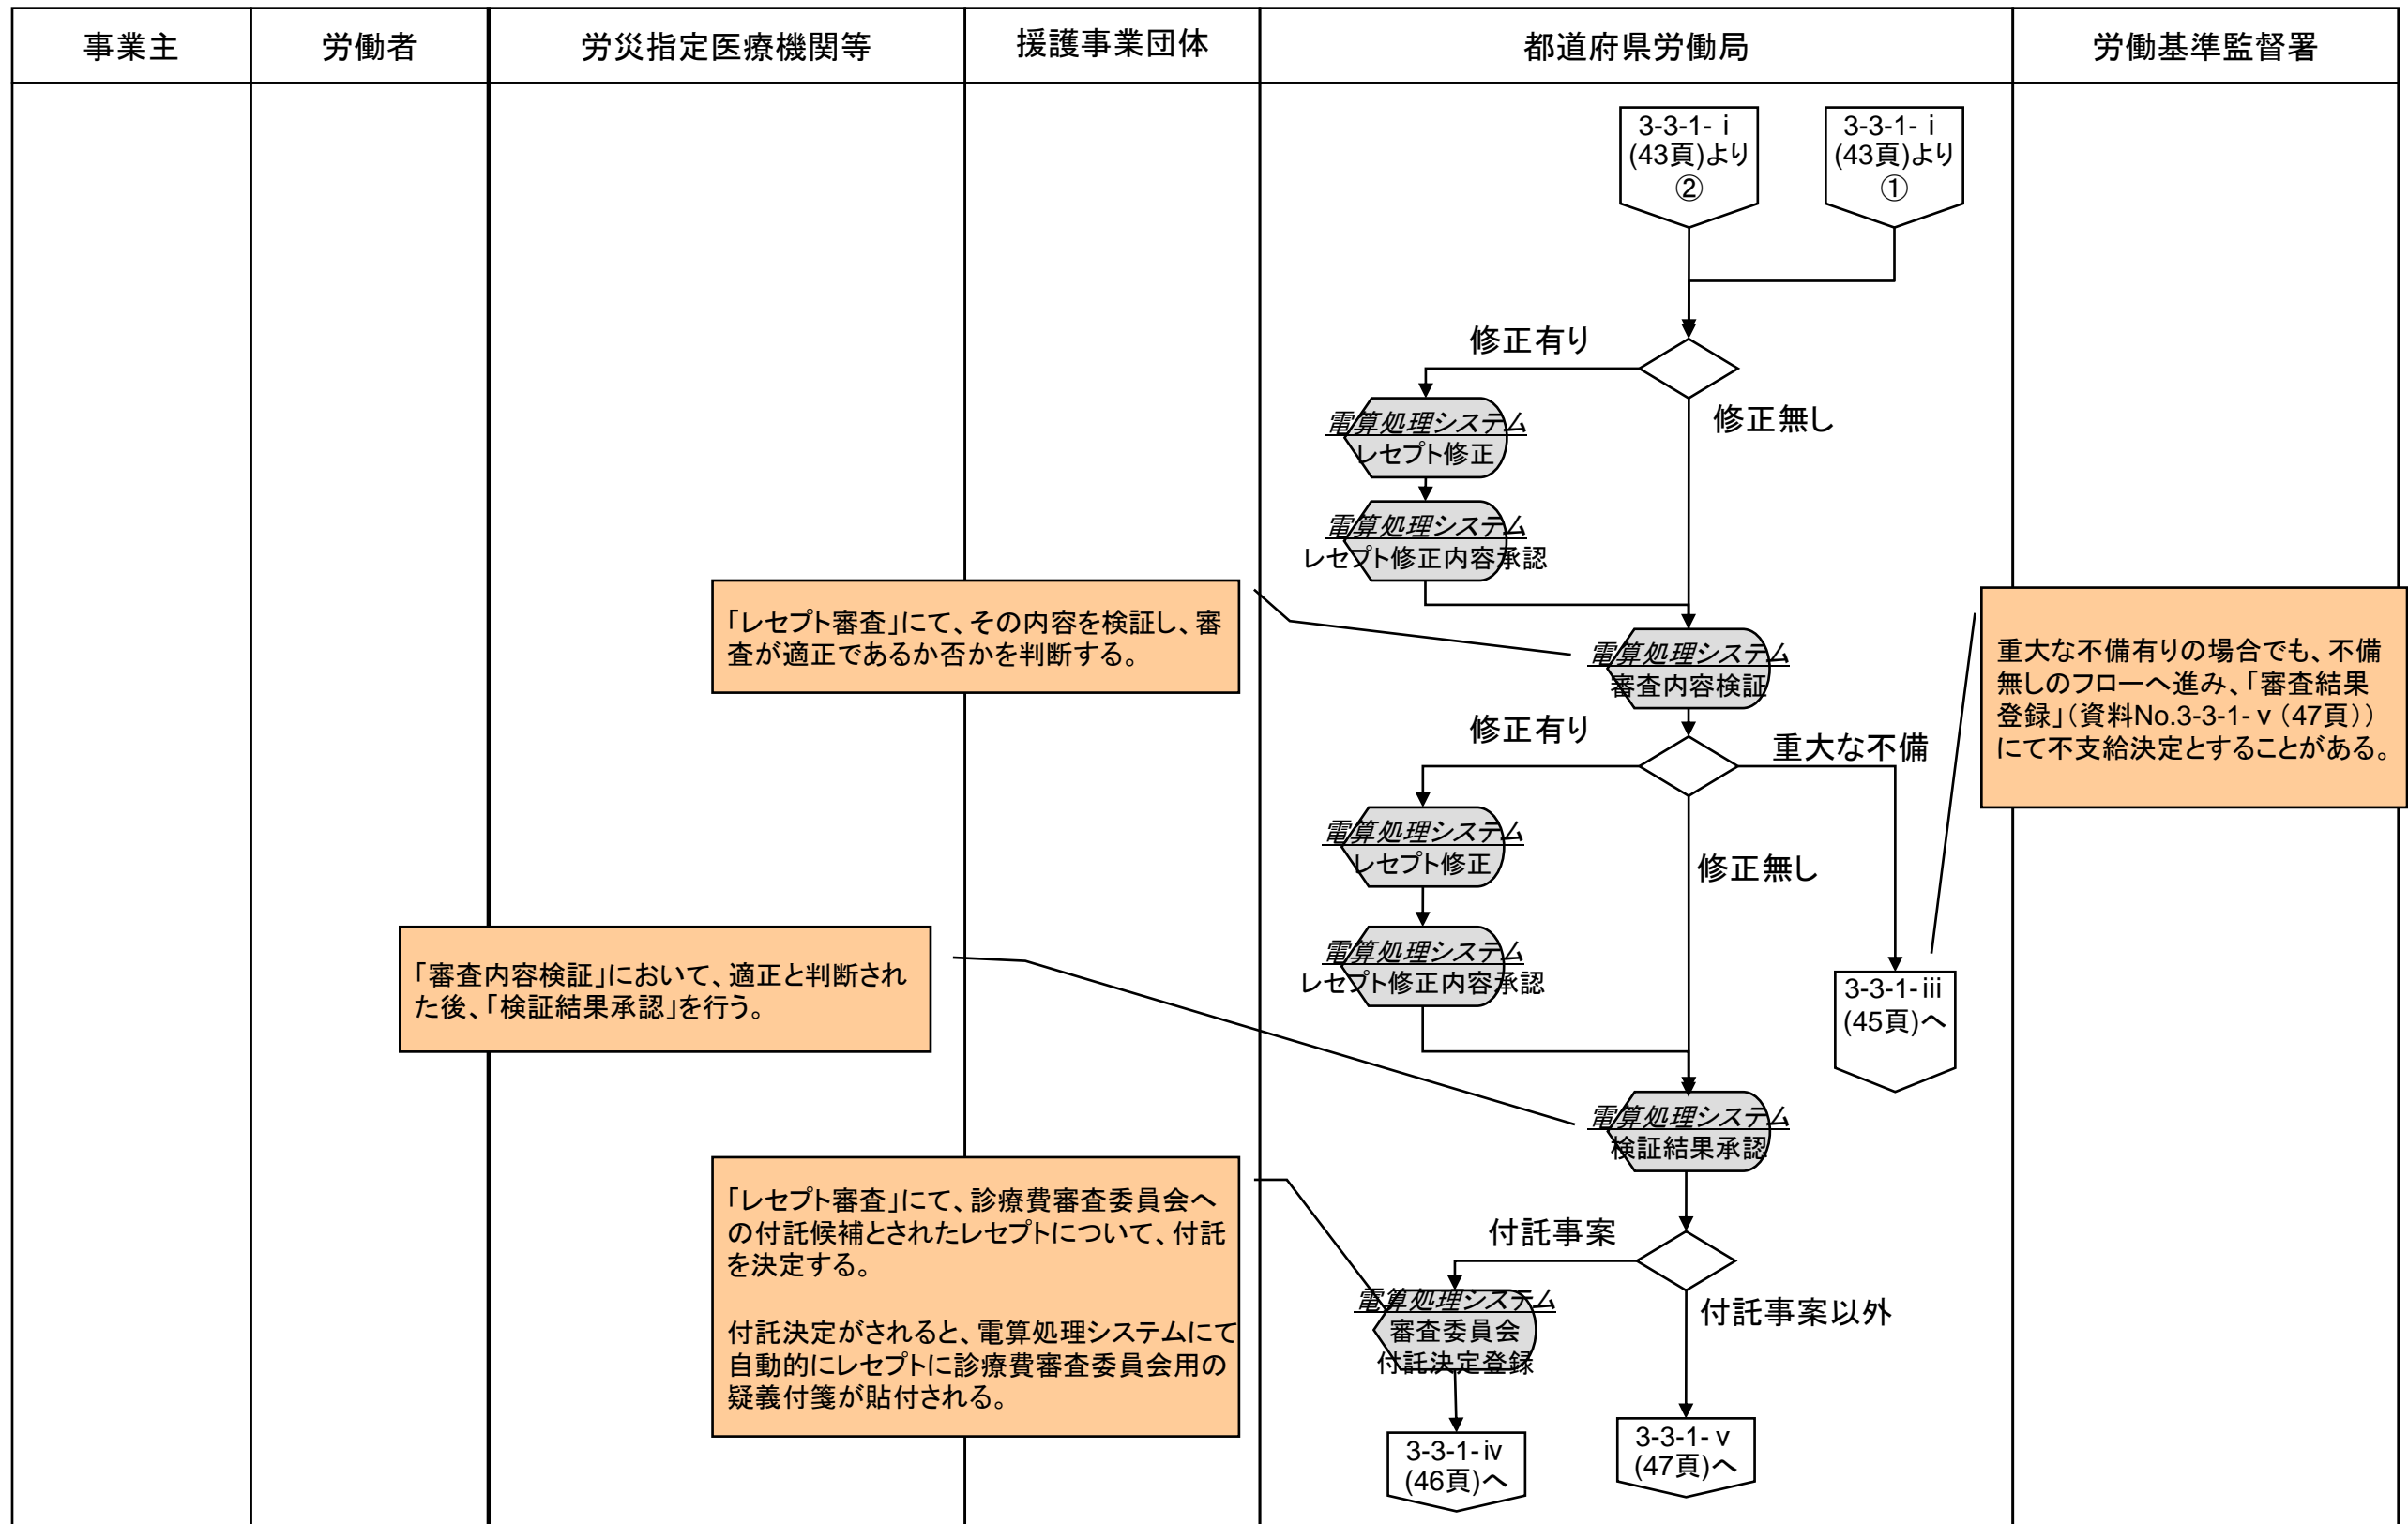 事業主
労働者
労災指定医療機関等
援護事業団体
都道府県労働局
労働基準監督署
3-3-1-ⅰ
(43頁)より
②
3-3-1-ⅰ
(43頁)より
①
修正有り
修正無し
電算処理システム
レセプト修正
電算処理システム
レセプト修正内容承認
「レセプト審査」にて、その内容を検証し、審
査が適正であるか否かを判断する。
電算処理システム
審査内容検証
重大な不備有りの場合でも、不備
無しのフローへ進み、「審査結果
登録」（資料No.3-3-1-ⅴ（47頁））
にて不支給決定とすることがある。
修正有り
重大な不備
修正無し
電算処理システム
レセプト修正
電算処理システム
レセプト修正内容承認
「審査内容検証」において、適正と判断され
た後、「検証結果承認」を行う。
3-3-1-ⅲ
(45頁)へ
電算処理システム
検証結果承認
「レセプト審査」にて、診療費審査委員会へ
の付託候補とされたレセプトについて、付託
を決定する。
付託決定がされると、電算処理システムにて
自動的にレセプトに診療費審査委員会用の
疑義付箋が貼付される。
付託事案
付託事案以外
電算処理システム
審査委員会
付託決定登録
3-3-1-ⅳ
(46頁)へ
3-3-1-ⅴ
(47頁)へ